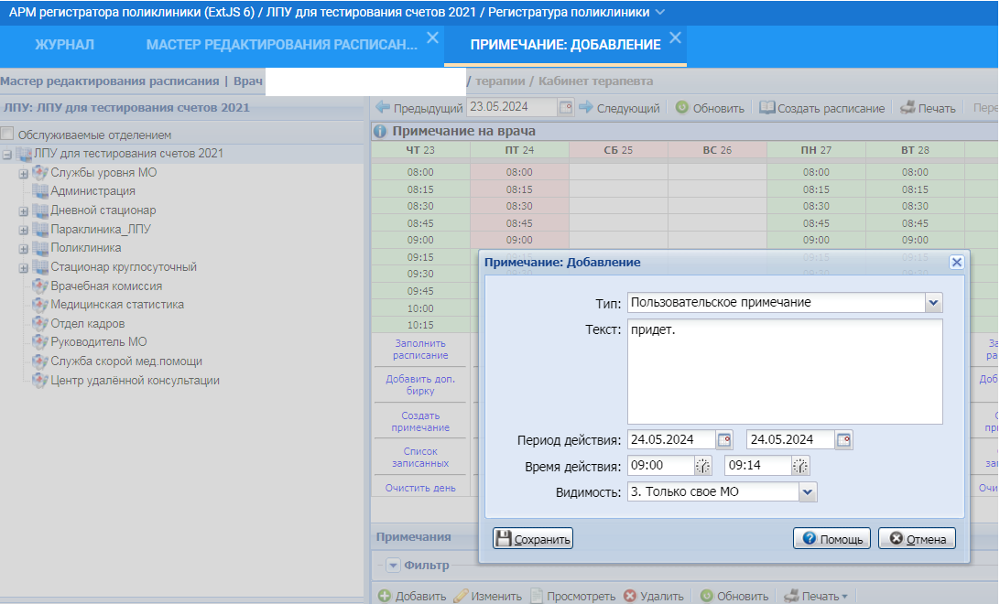 АРМ регистратора поликлиники (ExtJS 6) / ЛПУ для тестирования счетов 2021 / Регистратура поликлиники
ЖУРНАЛ МАСТЕР РЕДАКТИРОВАНИЯ РАСПИСАН... ПРИМЕЧАНИЕ: ДОБАВЛЕНИЕ
Мастер редактирования расписания | Врач / терапии / Кабинет терапевта
ЛПУ: ЛПУ для тестирования счетов 2021
Обслуживаемые отделением
ЛПУ для тестирования счетов 2021
Службы уровня МО
Администрация
Дневной стационар
Параклиника_ЛПУ
Поликлиника
Стационар круглосуточный
Врачебная комиссия
Медицинская статистика
Отдел кадров
Руководитель МО
Служба скорой мед.помощи
Центр удалённой консультации
Предыдущий 23.05.2024 Следующий Обновить Создать расписание Печать Пере
Примечание на врача
ЧТ 23 ПТ 24 СБ 25 ВС 26 ПН 27 ВТ 28
08:00 08:00 08:00 08:00
08:15 08:15 08:15 08:15
08:30 08:30 08:30 08:30
08:45 08:45 08:45 08:45
09:00 09:00 09:00 09:00
09:15 09:15 09:15 09:15
09:30 09:30 09:30 09:30
09:45
10:00
10:15
Заполнить
расписание
Добавить доп.
бирку
Создать
примечание
Список
записанных
Очистить день
Примечание: Добавление
Тип: Пользовательское примечание
Текст: придет.
Период действия: 24.05.2024 24.05.2024
Время действия: 09:00 09:14
Видимость: 3. Только свое МО
Сохранить Помощь Отмена
За
ра
Доб
С
при
зап
Очи
Примечания
Фильтр
Добавить Изменить Просмотреть Удалить Обновить Печать